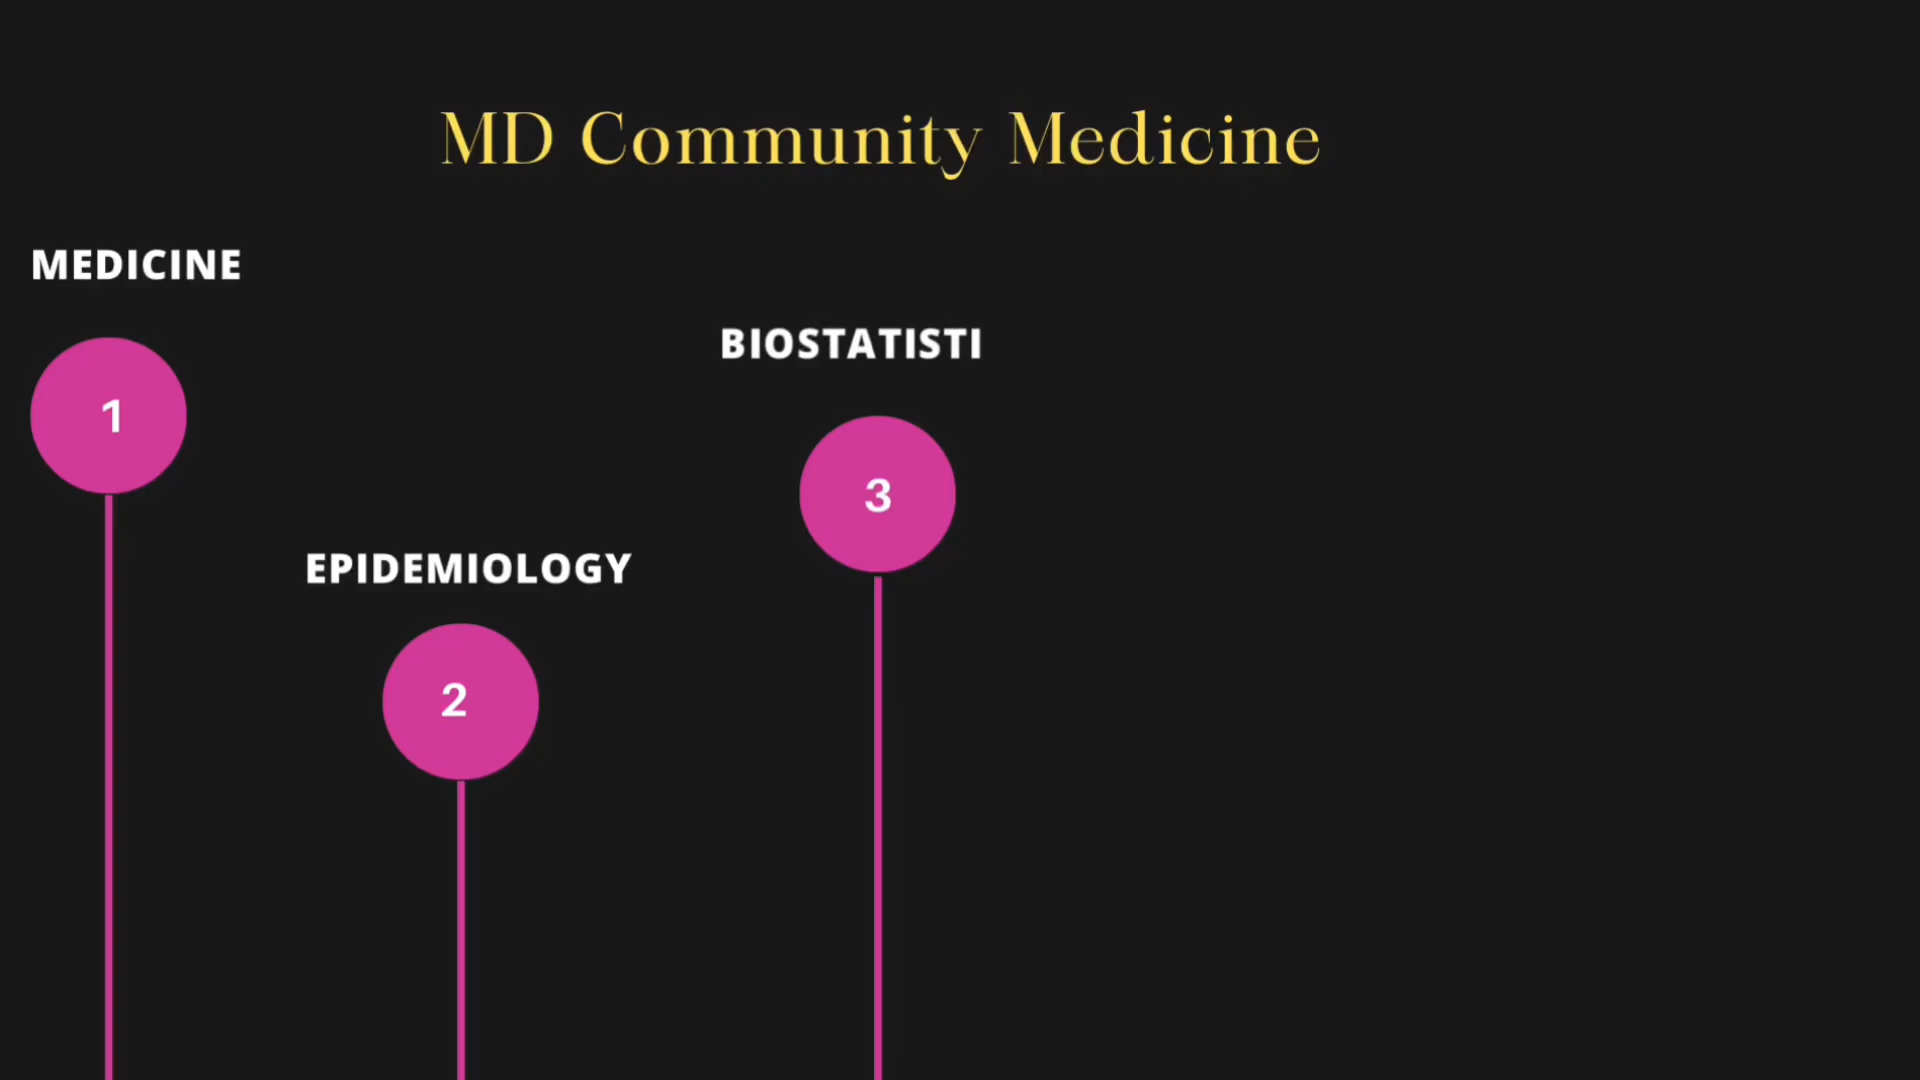 MD Community Medicine
MEDICINE
1
EPIDEMIOLOGY
2
BIOSTATISTI
3